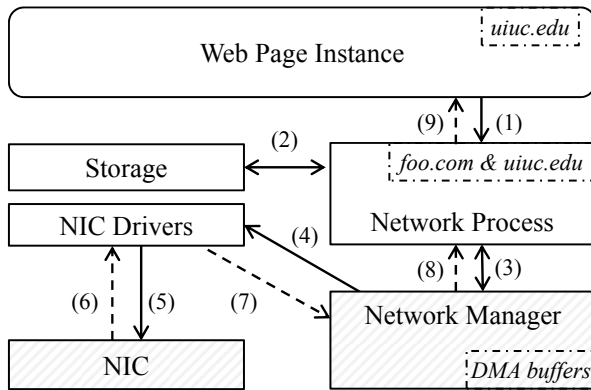 uiuc.edu
Web Page Instance
(9)
(1)
(2)
Storage
foo.com & uiuc.edu
NIC Drivers
Network Process
(4)
(6)
(5)
(7)
(8)
(3)
Network Manager
NIC
DMA buffers